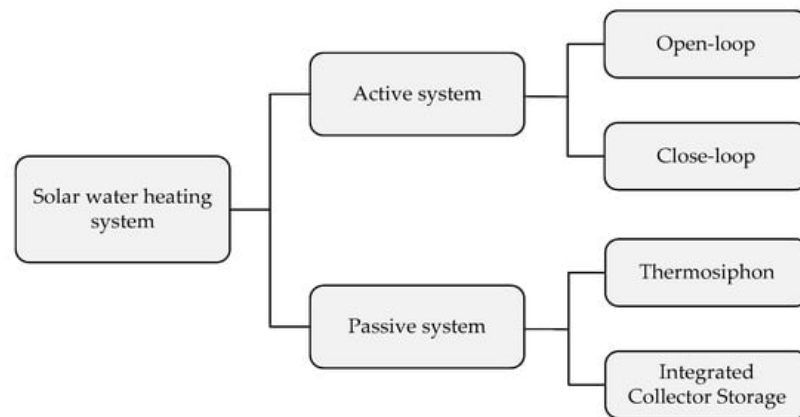 Open-loop
Active system
Close-loop
Solar water heating
system
Thermosiphon
Passive system
Integrated
Collector Storage